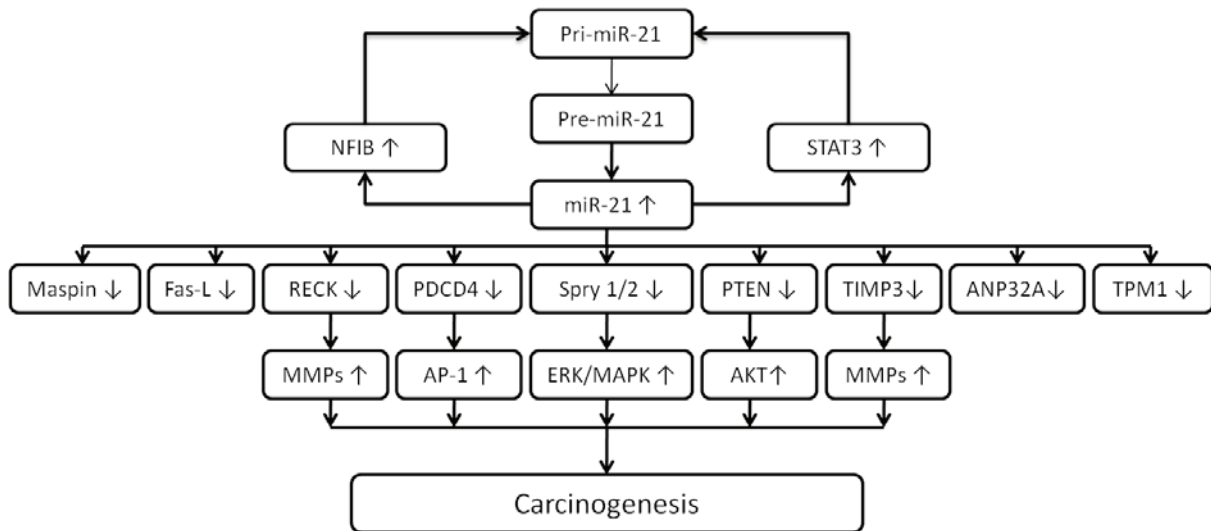 Pri-miR-21
Pre-miR-21
NFIB ↑
STAT3 ↑
miR-21 ↑
Maspin ↓
Fas-L ↓
RECK ↓
PDCD4 ↓
Spry 1/2 ↓
PTEN ↓
TIMP3↓
ANP32A↓
TPM1 ↓
MMPs ↑
AP-1 ↑
ERK/MAPK ↑
AKT↑
MMPs ↑
Carcinogenesis